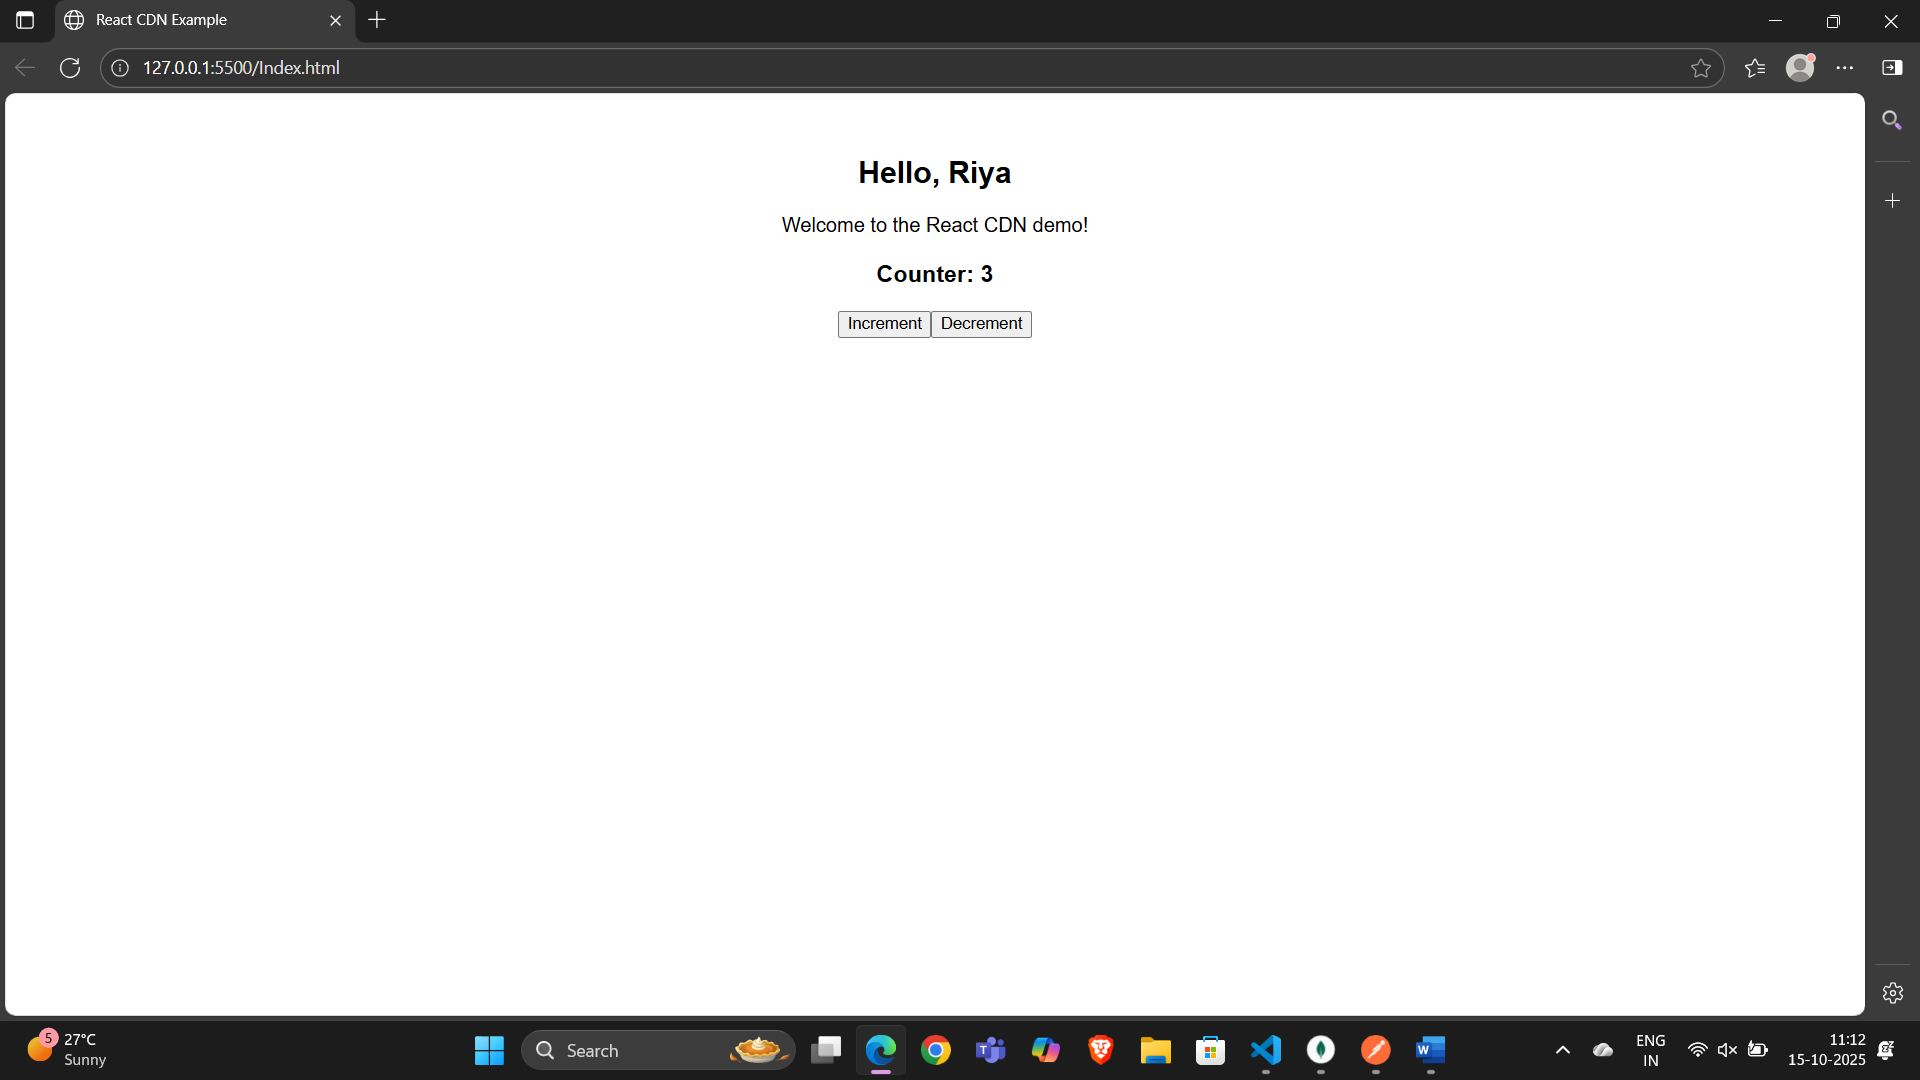 React CDN Example
127.0.0.1:5500/Index.html
Hello, Riya
Welcome to the React CDN demo!
Counter: 3
Increment Decrement
5
27°C
Sunny
Search
ENG
IN
11:12
15-10-2025